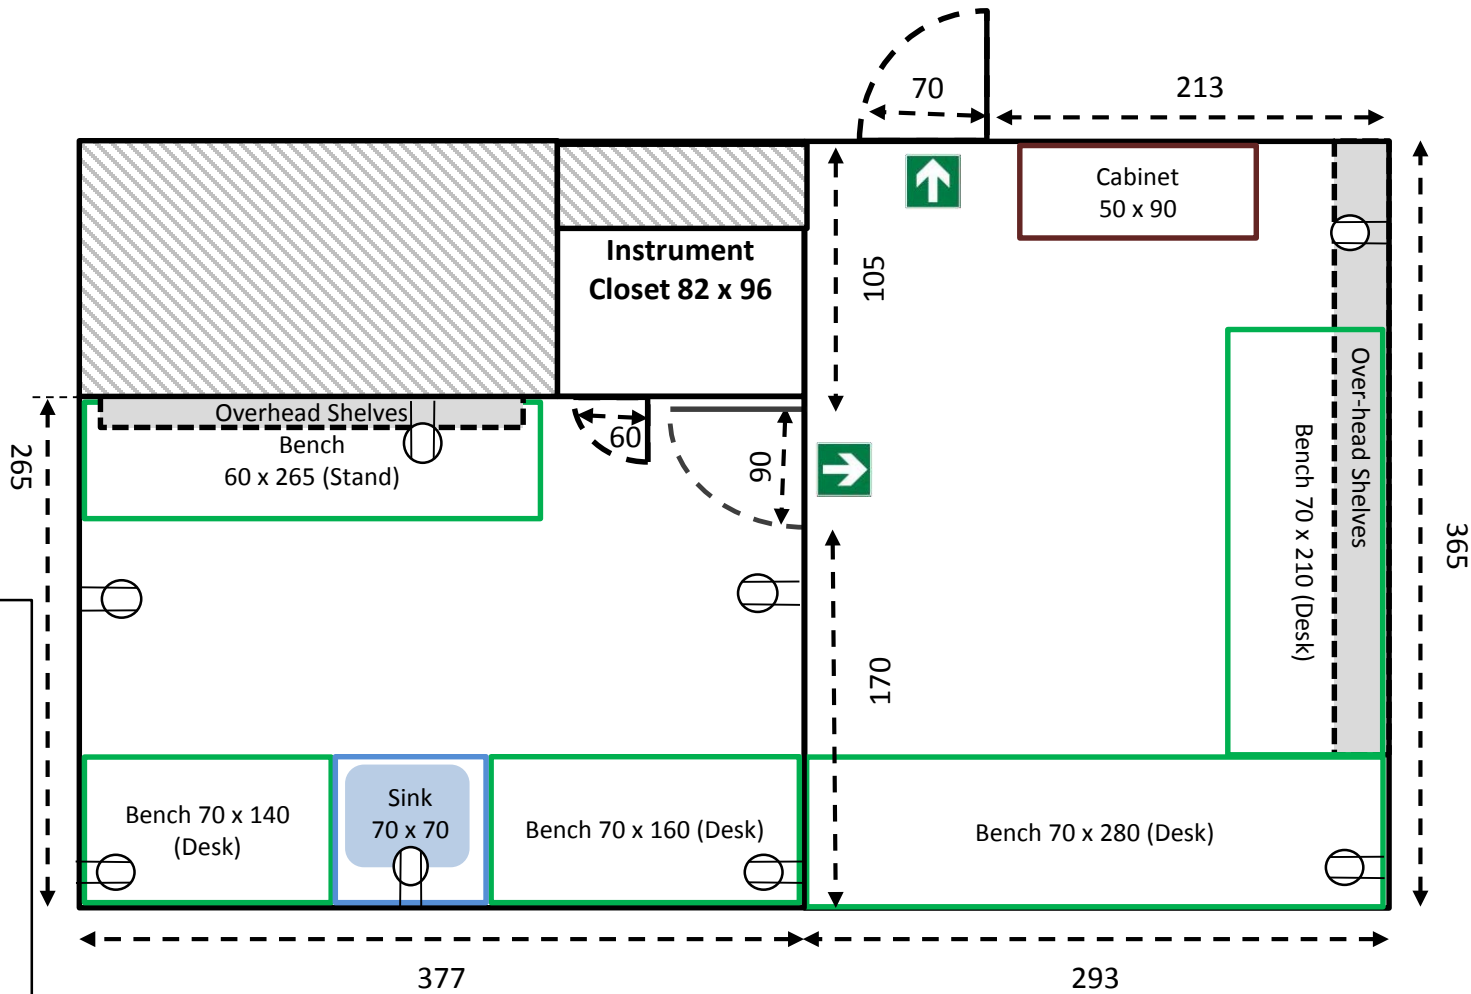 70
213
Cabinet
50 x 90
Instrument
Closet 82 x 96
105
Overhead Shelves
Bench
60 x 265 (Stand)
60
90
265
Over-head Shelves
Bench 70 x 210 (Desk)
365
170
Bench 70 x 140
(Desk)
Sink
70 x 70
Bench 70 x 160 (Desk)
Bench 70 x 280 (Desk)
377
293